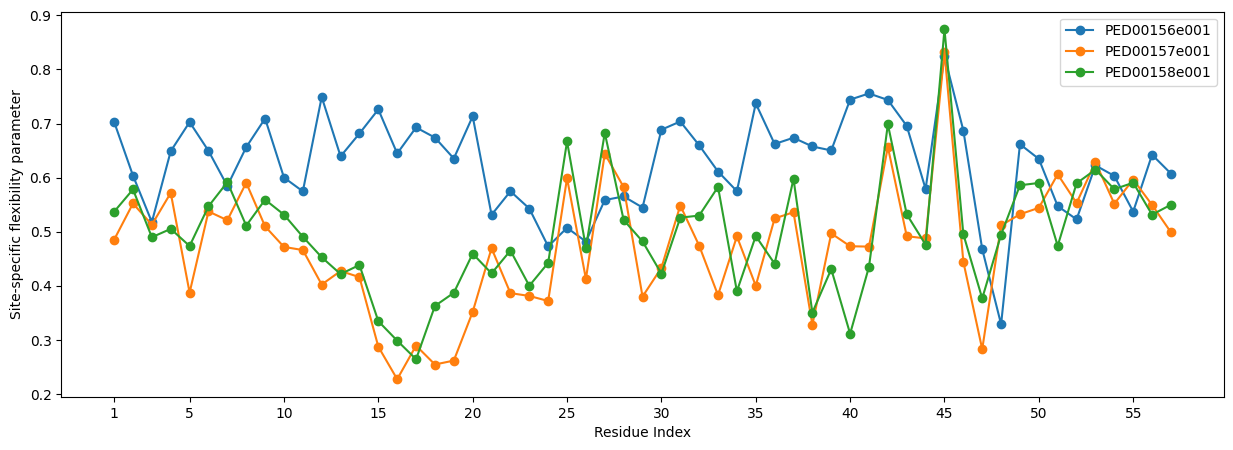 0.9
0.8
0.7
0.6
0.5
0.4
0.3
0.2
Site-specific flexibility parameter
PED00156e001
PED00157e001
PED00158e001
1 5 10 15 20 25 30 35 40 45 50 55
Residue Index